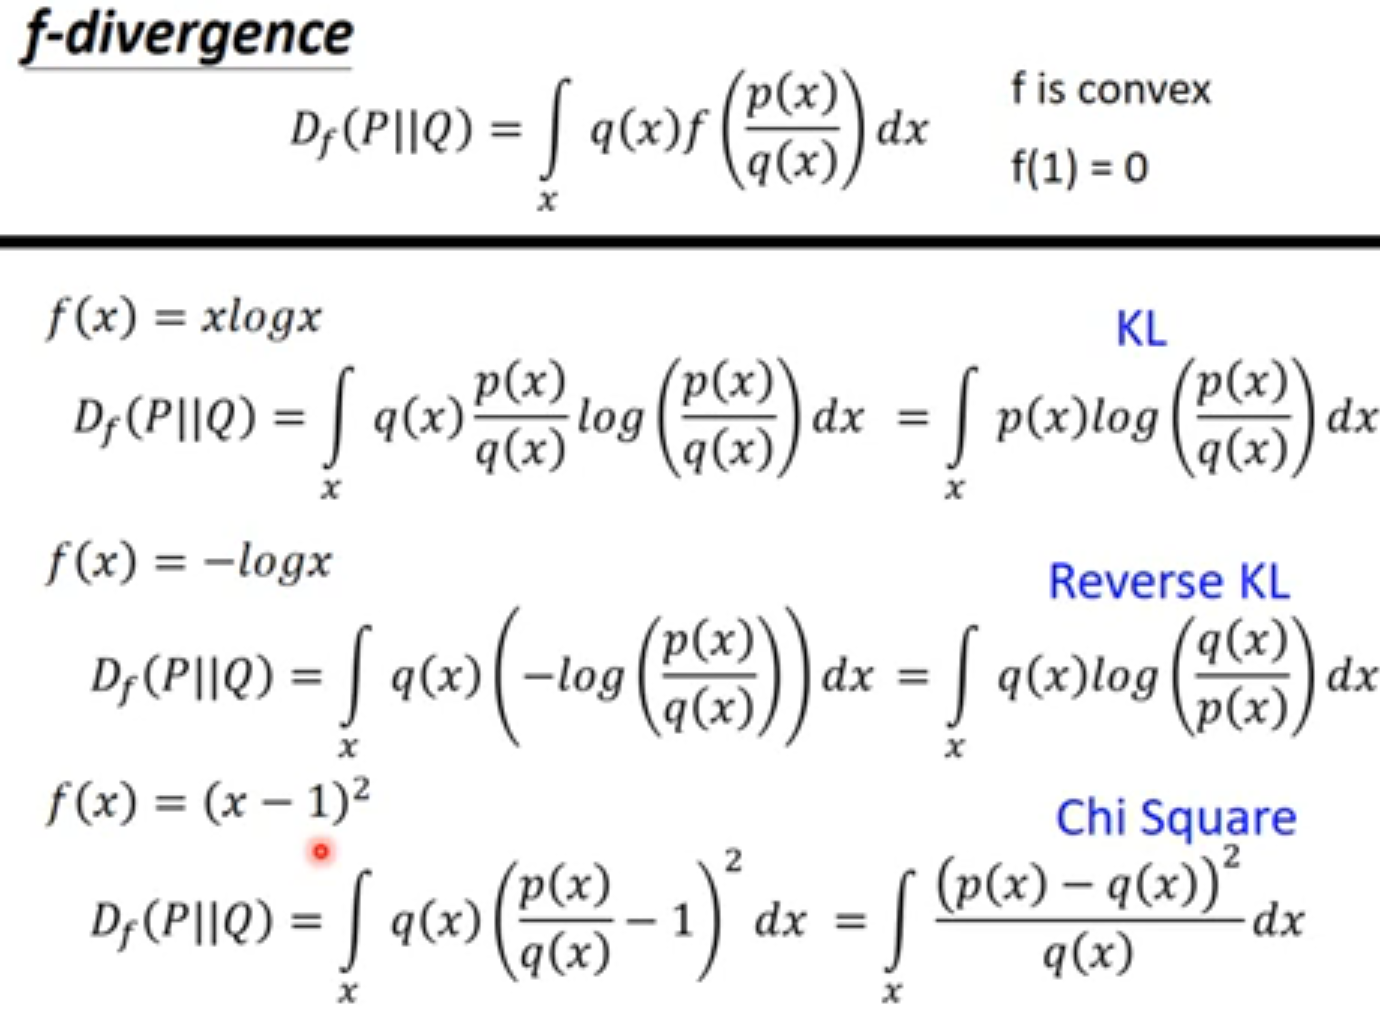 f-divergence
D_f(P||Q) = ∫_x q(x)f(p(x)/q(x))dx
f is convex
f(1) = 0
f(x) = xlogx
KL
D_f(P||Q) = ∫_x q(x) p(x)/q(x) log(p(x)/q(x))dx = ∫_x p(x)log(p(x)/q(x))dx
f(x) = −logx
Reverse KL
D_f(P||Q) = ∫_x q(x)(−log(p(x)/q(x)))dx = ∫_x q(x)log(q(x)/p(x))dx
f(x) = (x − 1)²
Chi Square
D_f(P||Q) = ∫_x q(x)(p(x)/q(x) − 1)² dx = ∫_x (p(x) − q(x))²/q(x) dx